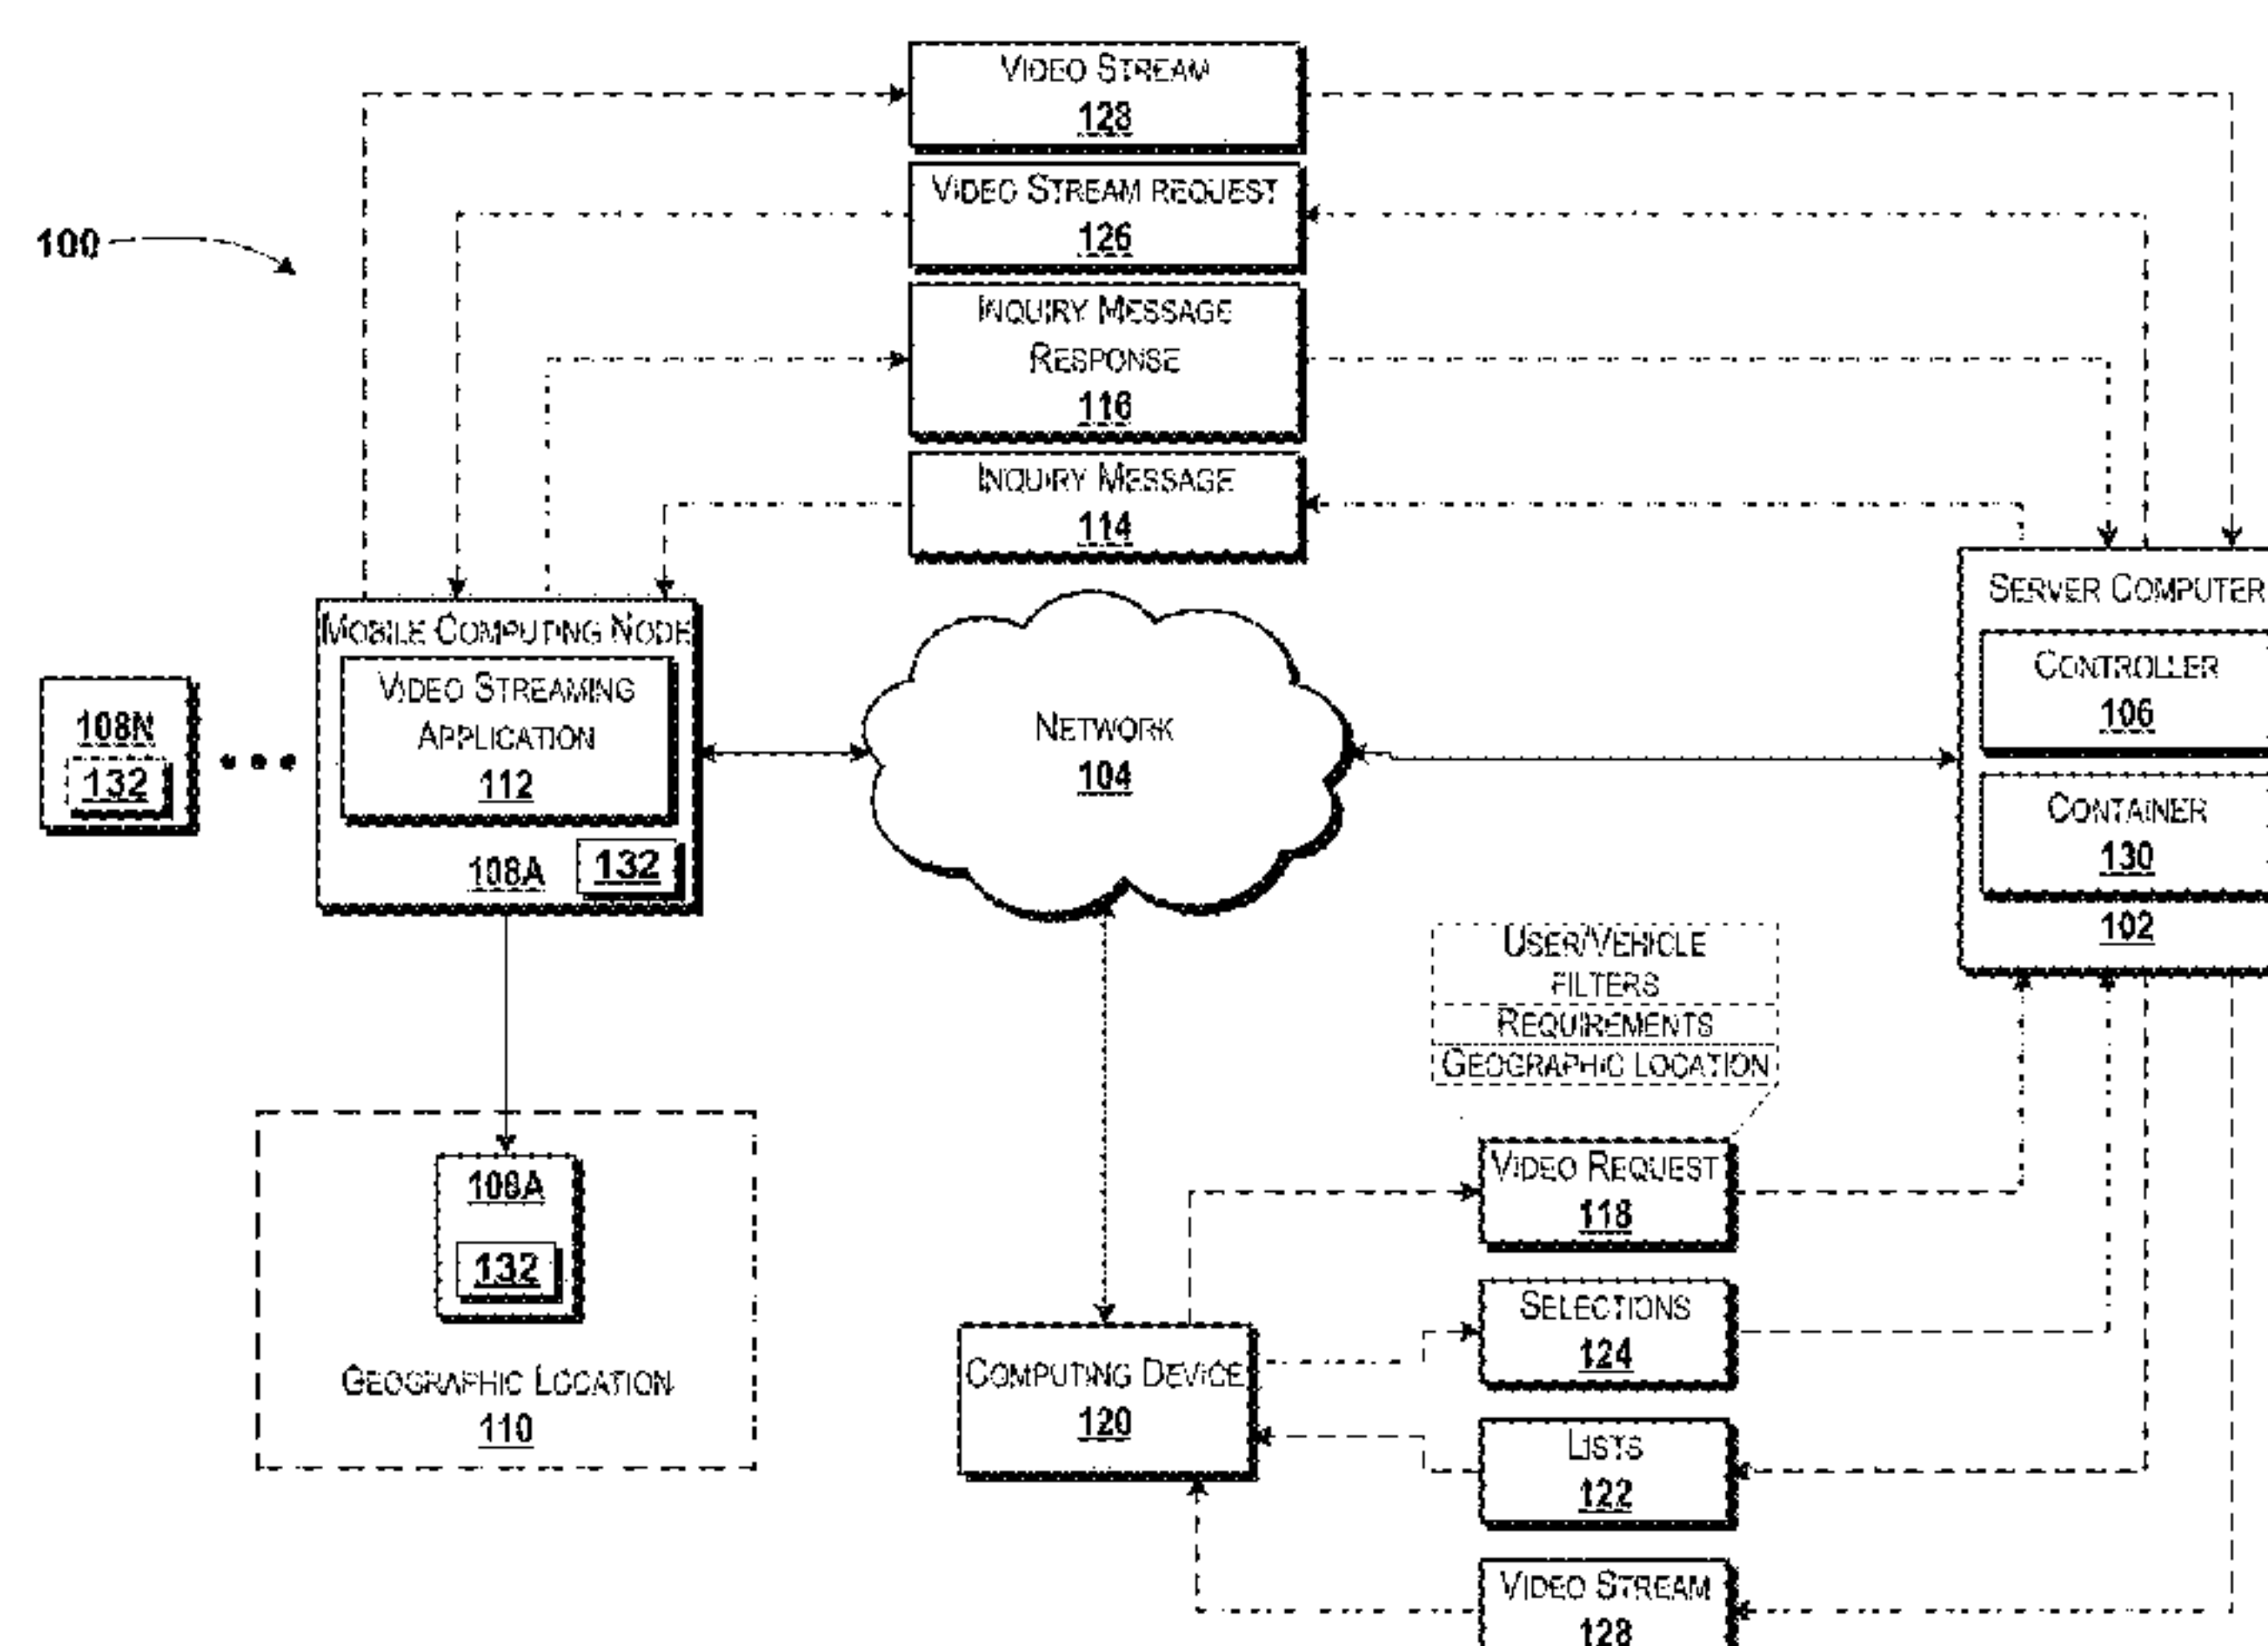 VIDEO STREAM
128
VIDEO STREAM REQUEST
126
100
INQUIRY MESSAGE
RESPONSE
116
INQUIRY MESSAGE
114
MOBILE COMPUTING NODE
VIDEO STREAMING
APPLICATION
112
108A
132
108N
132
NETWORK
104
SERVER COMPUTER
CONTROLLER
106
CONTAINER
130
102
USER/VEHICLE
FILTERS
REQUIREMENTS
GEOGRAPHIC LOCATION
108A
132
GEOGRAPHIC LOCATION
110
VIDEO REQUEST
118
SELECTIONS
124
COMPUTING DEVICE
120
LISTS
122
VIDEO STREAM
128